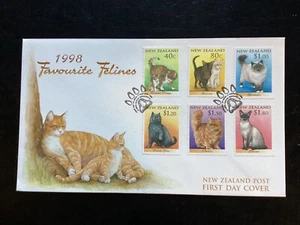 1998
Favourite Felines
NEW ZEALAND
40c
NEW ZEALAND
80c
NEW ZEALAND
$1.00
NEW ZEALAND
$1.20
NEW ZEALAND
$1.50
NEW ZEALAND
$1.80
NEW ZEALAND POST
FIRST DAY COVER